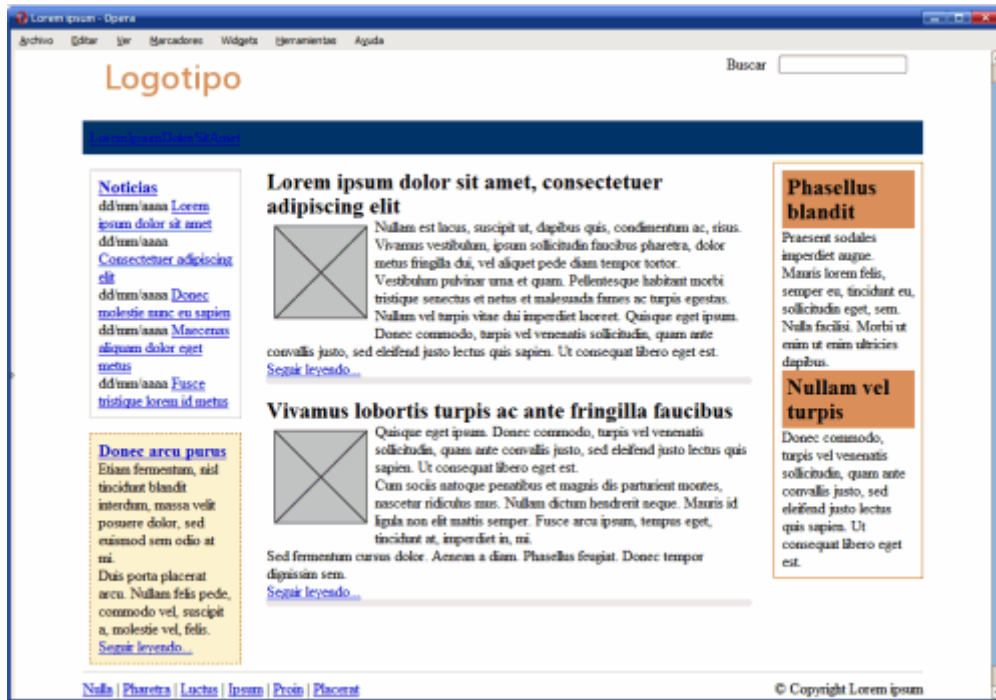 Lorem ipsum - Opera
Archivo Editar Ver Marcadores Widgets Herramientas Ayuda
Logotipo
Buscar
LoremIpsumDolorSitAmet
Noticias
dd/mm/aaaa Lorem
ipsum dolor sit amet
dd/mm/aaaa
Consectetuer adipiscing
elit
dd/mm/aaaa Donec
molestie nunc eu sapien
dd/mm/aaaa Maecenas
aliquam dolor eget
metus
dd/mm/aaaa Fusce
tristique lorem id metus
Donec arcu purus
Etiam fermentum, nisl
tincidunt blandit
interdum, massa velit
posuere dolor, sed
euismod sem odio at
mi.
Duis porta placerat
arcu. Nullam felis pede,
commodo vel, suscipit
a, molestie vel, felis.
Seguir leyendo...
Lorem ipsum dolor sit amet, consectetuer
adipiscing elit
Nullam est lacus, suscipit ut, dapibus quis, condimentum ac, risus.
Vivamus vestibulum, ipsum sollicitudin faucibus pharetra, dolor
metus fringilla dui, vel aliquet pede diam tempor tortor.
Vestibulum pulvinar urna et quam. Pellentesque habitant morbi
tristique senectus et netus et malesuada fames ac turpis egestas.
Nullam vel turpis vitae dui imperdiet laoreet. Quisque eget ipsum.
Donec commodo, turpis vel venenatis sollicitudin, quam ante
convallis justo, sed eleifend justo lectus quis sapien. Ut consequat libero eget est.
Seguir leyendo...
Vivamus lobortis turpis ac ante fringilla faucibus
Quisque eget ipsum. Donec commodo, turpis vel venenatis
sollicitudin, quam ante convallis justo, sed eleifend justo lectus quis
sapien. Ut consequat libero eget est.
Cum sociis natoque penatibus et magnis dis parturient montes,
nascetur ridiculus mus. Nullam dictum hendrerit neque. Mauris id
ligula non elit mattis semper. Fusce arcu ipsum, tempus eget,
tincidunt at, imperdiet in, mi.
Sed fermentum cursus dolor. Aenean a diam. Phasellus feugiat. Donec tempor
dignissim sem.
Seguir leyendo...
Phasellus
blandit
Praesent sodales
imperdiet augue.
Mauris lorem felis,
semper eu, tincidunt eu,
sollicitudin eget, sem.
Nulla facilisi. Morbi ut
enim ut enim ultricies
dapibus.
Nullam vel
turpis
Donec commodo,
turpis vel venenatis
sollicitudin, quam ante
convallis justo, sed
eleifend justo lectus
quis sapien. Ut
consequat libero eget
est.
Nulla | Pharetra | Luctus | Ipsum | Proin | Placerat
© Copyright Lorem ipsum